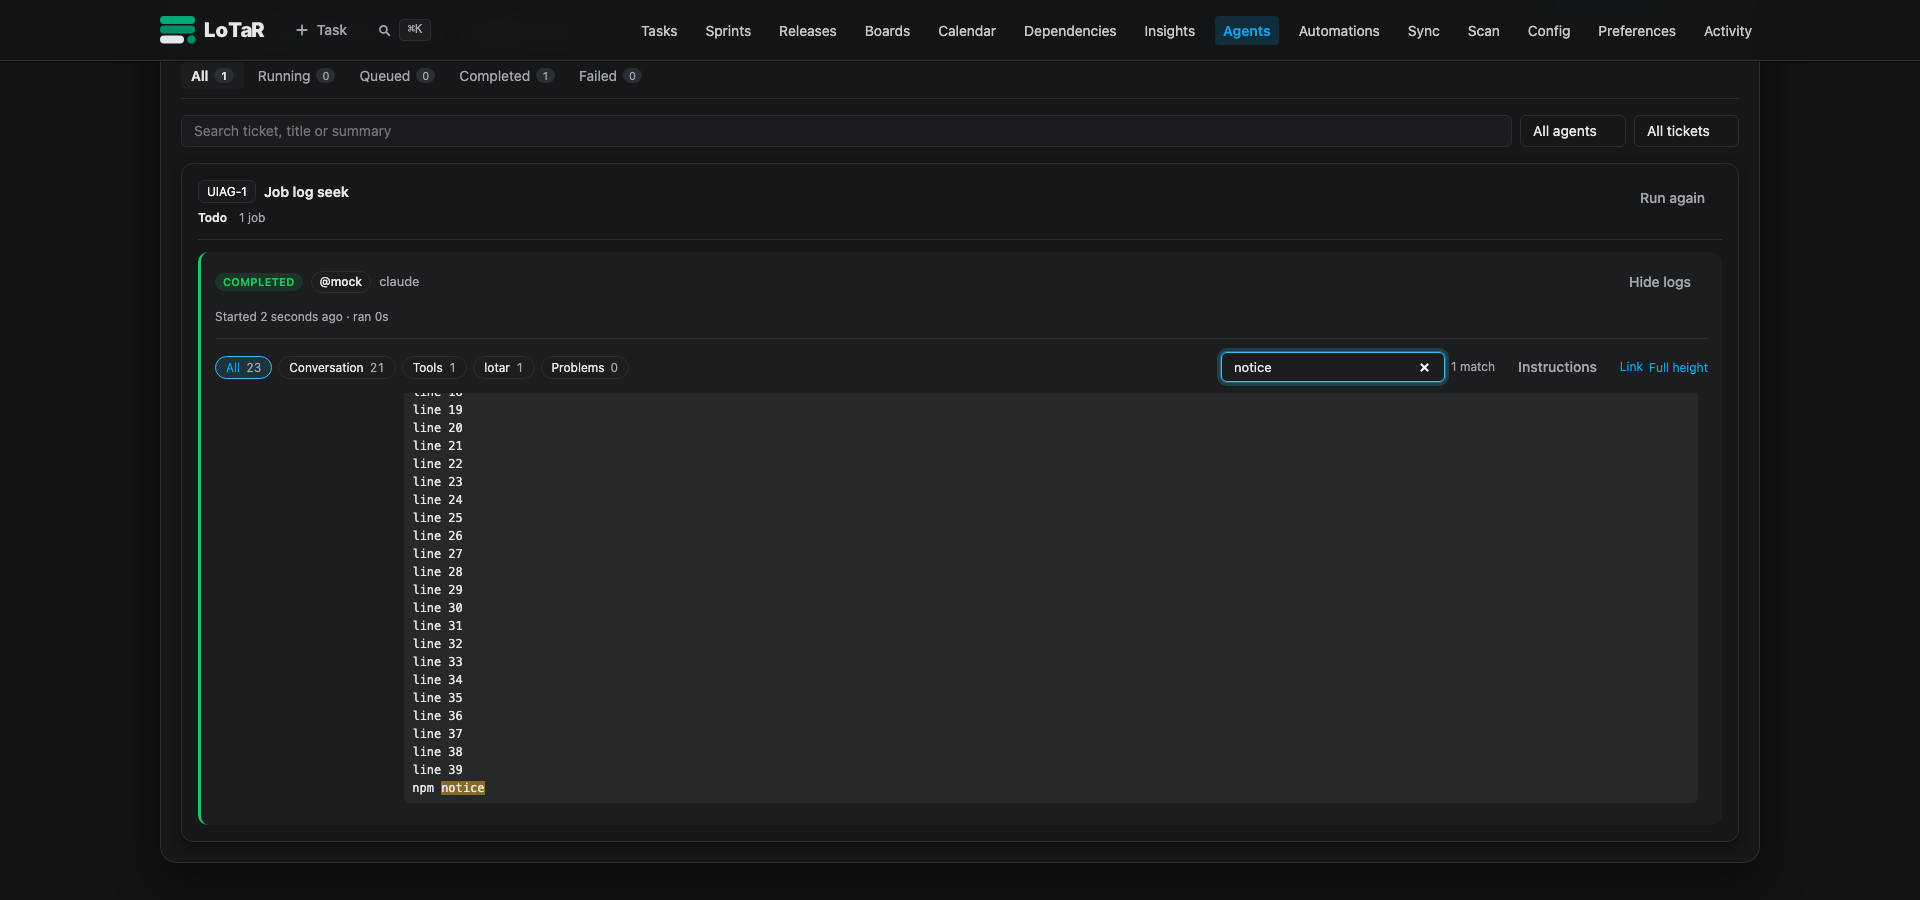 LoTaR
+ Task
⌘K
Tasks
Sprints
Releases
Boards
Calendar
Dependencies
Insights
Agents
Automations
Sync
Scan
Config
Preferences
Activity
All 1
Running 0
Queued 0
Completed 1
Failed 0
Search ticket, title or summary
All agents
All tickets
UIAG-1 Job log seek
Run again
Todo 1 job
COMPLETED @mock claude
Hide logs
Started 2 seconds ago · ran 0s
All 23
Conversation 21
Tools 1
lotar 1
Problems 0
notice
1 match
Instructions
Link
Full height
line 18
line 19
line 20
line 21
line 22
line 23
line 24
line 25
line 26
line 27
line 28
line 29
line 30
line 31
line 32
line 33
line 34
line 35
line 36
line 37
line 38
line 39
npm notice